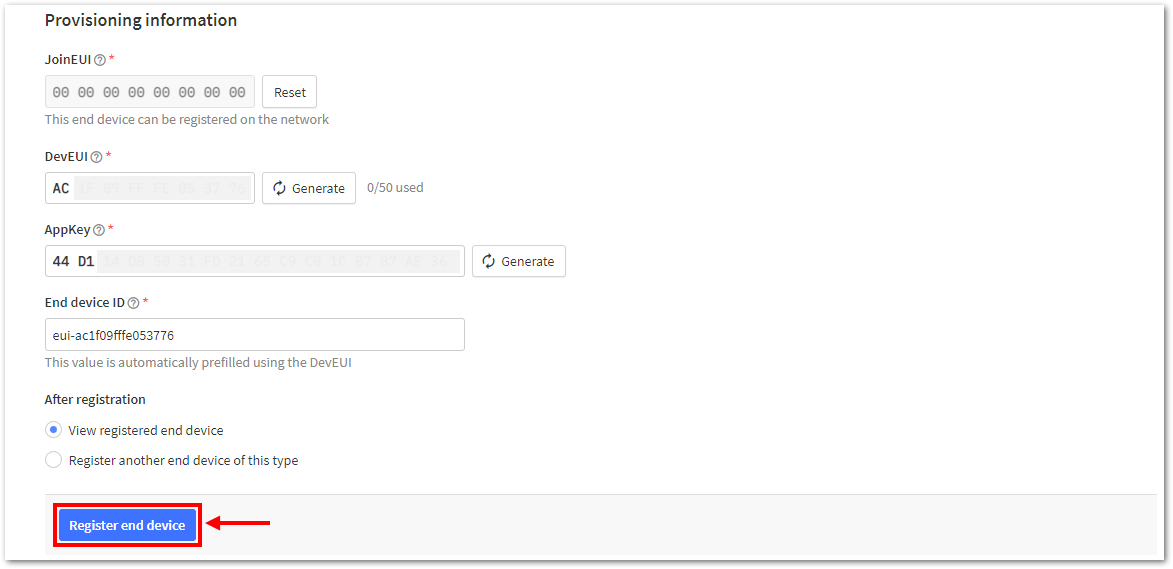 Provisioning information
JoinEUI *
00 00 00 00 00 00 00 00 Reset
This end device can be registered on the network
DevEUI *
AC Generate 0/50 used
AppKey *
44 D1 Generate
End device ID *
eui-ac1f09fffe053776
This value is automatically prefilled using the DevEUI
After registration
View registered end device
Register another end device of this type
Register end device